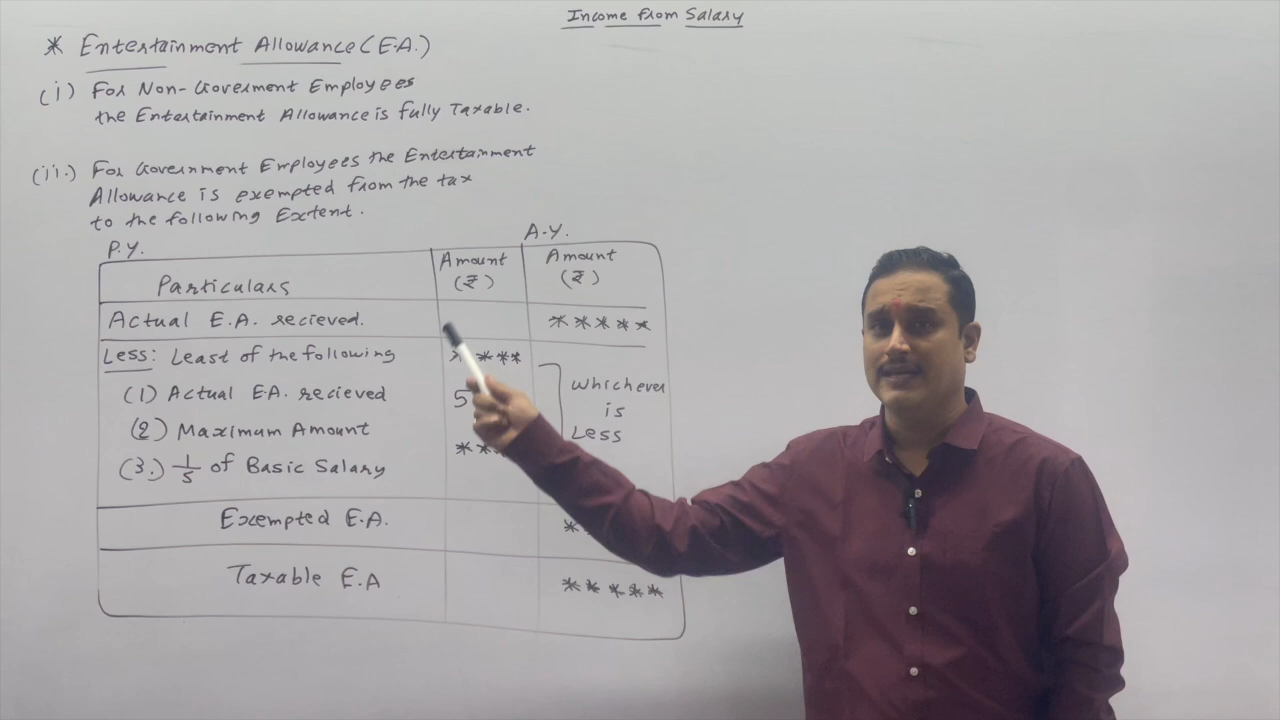 Income from Salary
* Entertainment Allowance (E.A.)
(i) For Non-Goverment Employees
the Entertainment Allowance is fully Taxable.
(ii.) For Government Employees the Entertainment
Allowance is exempted from the tax
to the following Extent.
P.Y. A.Y.
Particulars Amount (₹) Amount (₹)
Actual E.A. recieved. *****
Less: Least of the following
(1) Actual E.A. recieved
(2) Maximum Amount
(3.) 1/5 of Basic Salary
Whichever
is
Less
Exempted E.A.
Taxable E.A *****